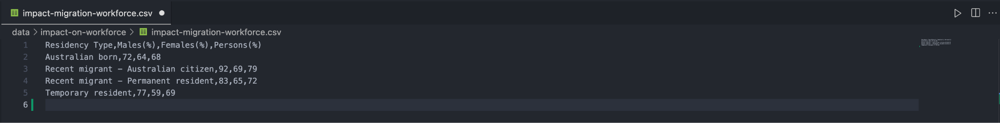 impact-migration-workforce.csv
data > impact-on-workforce > impact-migration-workforce.csv
1 Residency Type,Males(%),Females(%),Persons(%)
2 Australian born,72,64,68
3 Recent migrant – Australian citizen,92,69,79
4 Recent migrant – Permanent resident,83,65,72
5 Temporary resident,77,59,69
6